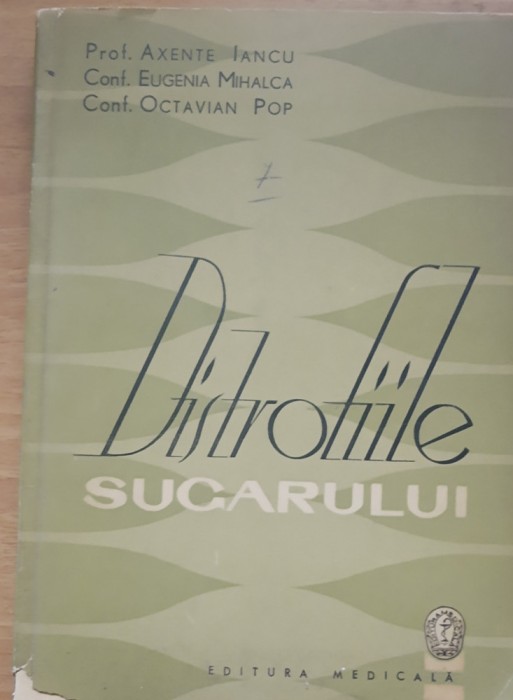 Prof. AXENTE IANCU
Conf. EUGENIA MIHALCA
Conf. OCTAVIAN POP
Distrofiile
SUGARULUI
EDITURA MEDICALĂ